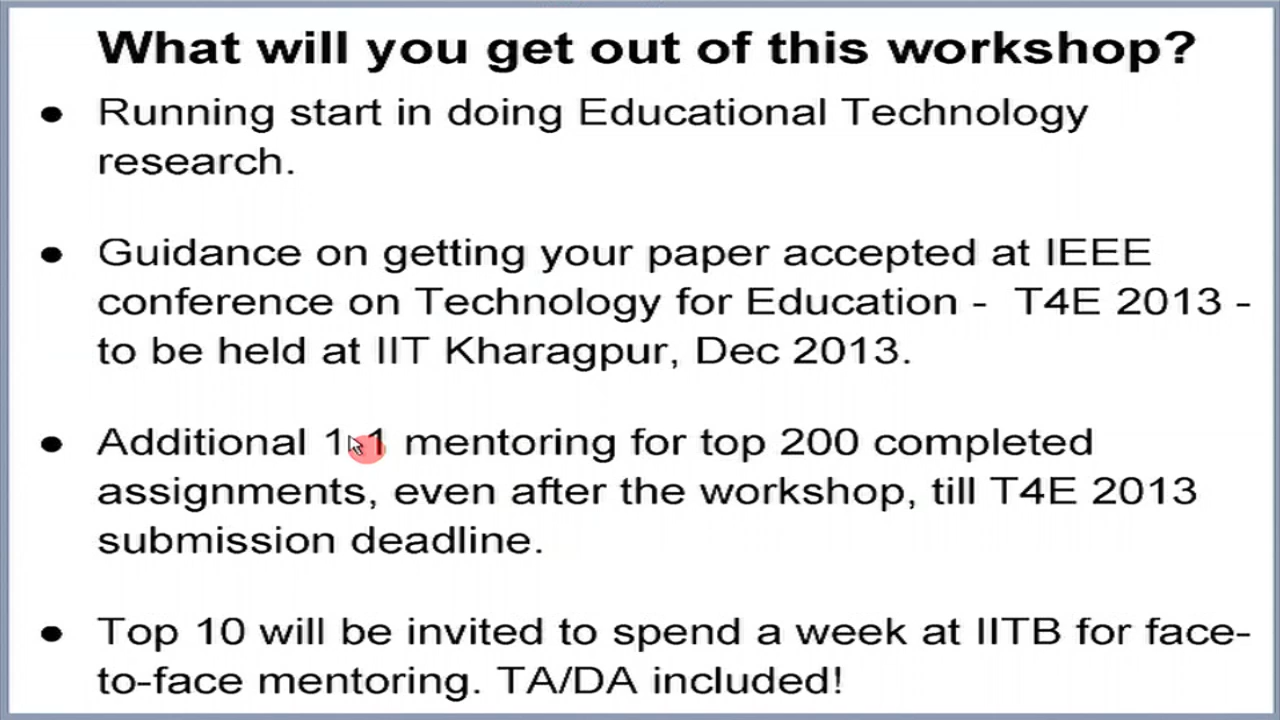 What will you get out of this workshop?
● Running start in doing Educational Technology
research.
● Guidance on getting your paper accepted at IEEE
conference on Technology for Education - T4E 2013 -
to be held at IIT Kharagpur, Dec 2013.
● Additional 1-1 mentoring for top 200 completed
assignments, even after the workshop, till T4E 2013
submission deadline.
● Top 10 will be invited to spend a week at IITB for face-
to-face mentoring. TA/DA included!